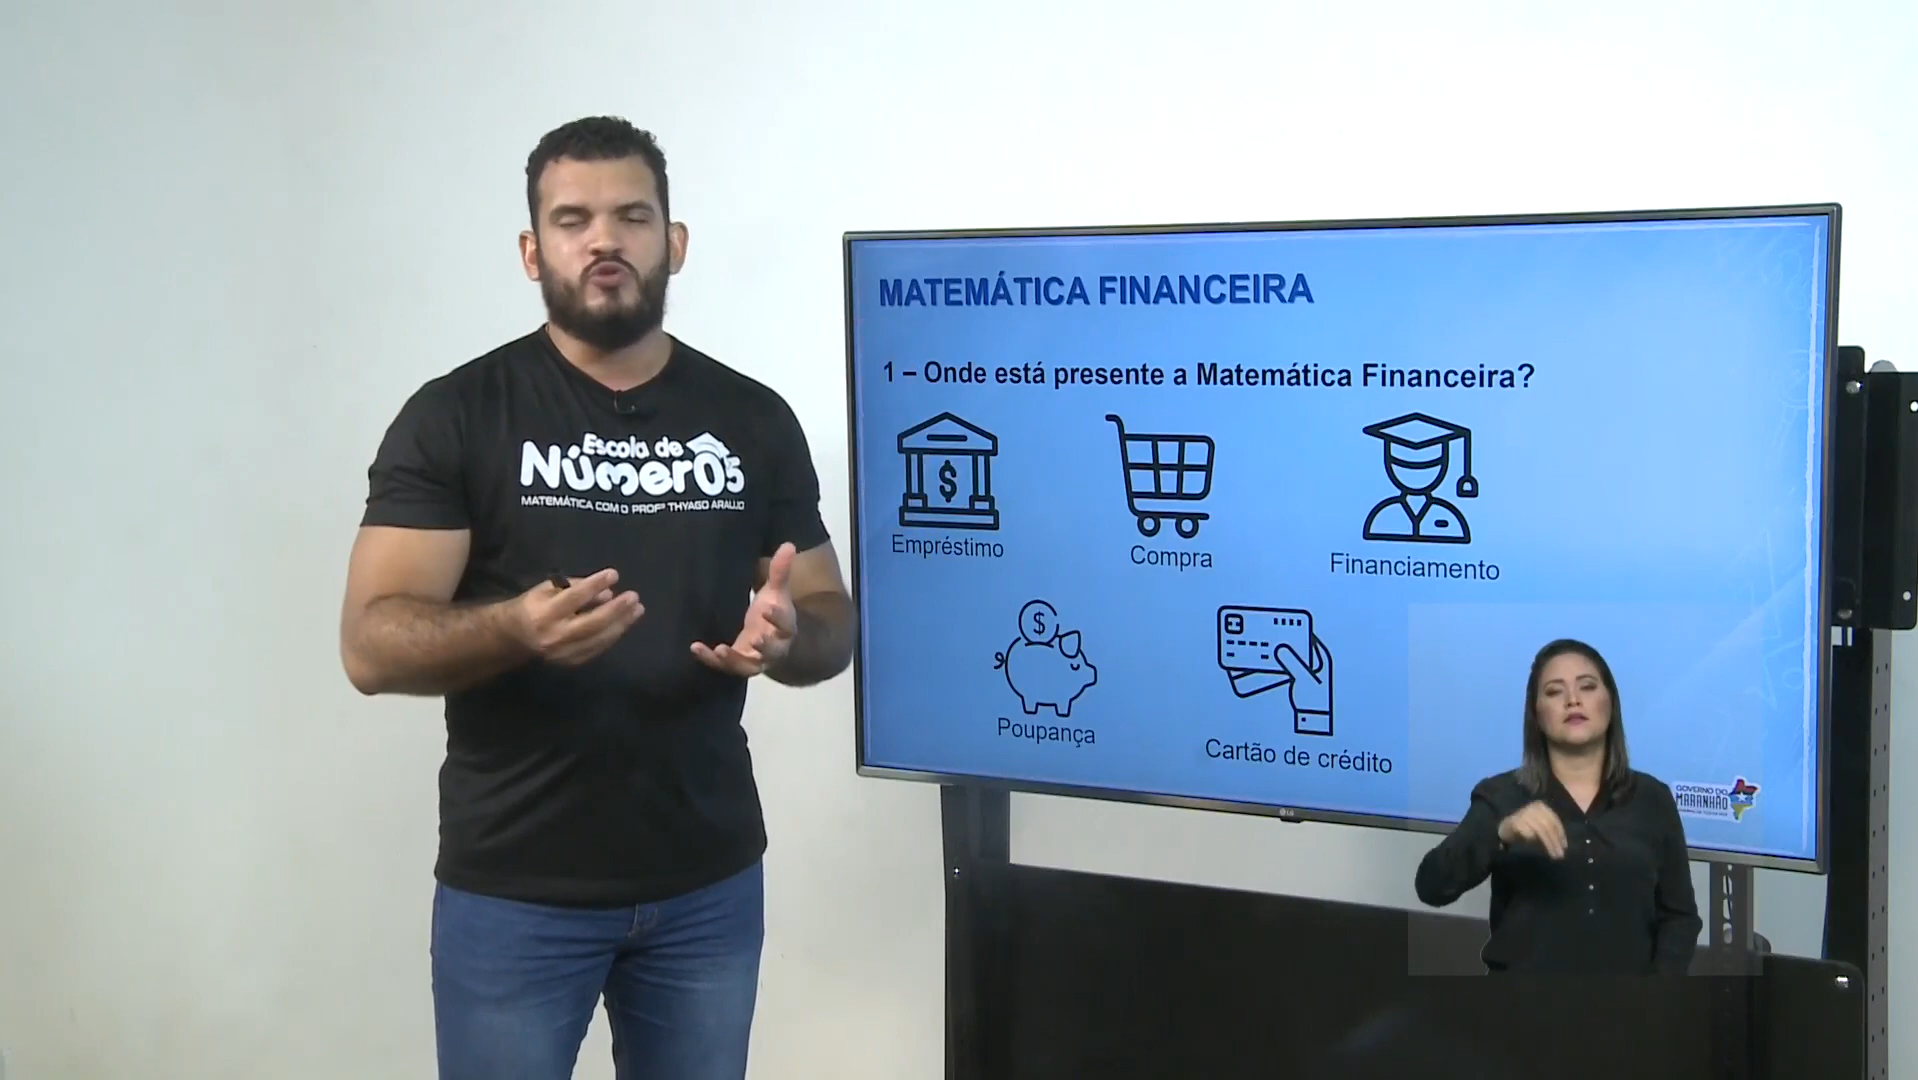 Escola de
Número5
MATEMÁTICA COM O PROFº THYAGO ARAUJO
MATEMÁTICA FINANCEIRA
1 – Onde está presente a Matemática Financeira?
Empréstimo
Compra
Financiamento
$
$
Poupança
Cartão de crédito
GOVERNO DO
MARANHÃO
LG